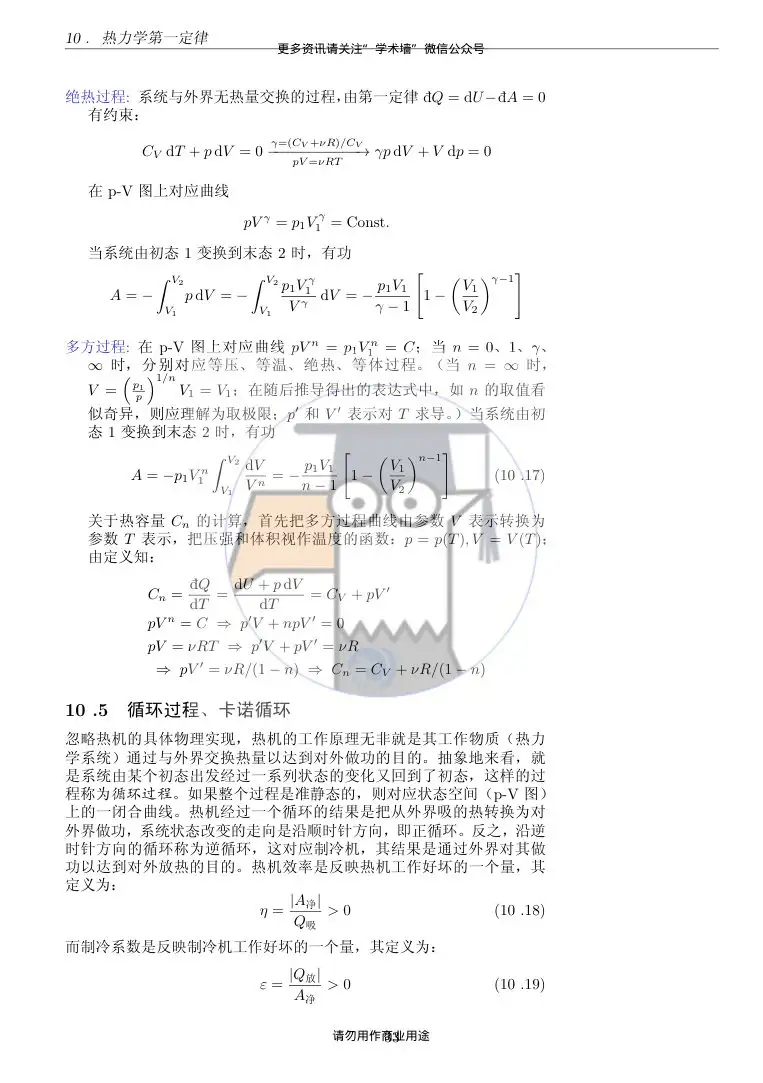 10 . 热力学第一定律
更多资讯请关注“学术墙”微信公众号
绝热过程: 系统与外界无热量交换的过程,由第一定律 đQ = dU−đA = 0
有约束:
C_V dT + p dV = 0 \xrightarrow[pV=νRT]{γ=(C_V+νR)/C_V} γp dV + V dp = 0
在 p-V 图上对应曲线
pV^γ = p_1V_1^γ = Const.
当系统由初态 1 变换到末态 2 时，有功
A = −∫_{V_1}^{V_2} p dV = −∫_{V_1}^{V_2} \frac{p_1V_1^γ}{V^γ} dV = −\frac{p_1V_1}{γ−1} [1 − (\frac{V_1}{V_2})^{γ−1}]
多方过程: 在 p-V 图上对应曲线 pV^n = p_1V_1^n = C；当 n = 0、1、γ、
∞ 时，分别对应等压、等温、绝热、等体过程。（当 n = ∞ 时，
V = (\frac{p_1}{p})^{1/n} V_1 = V_1；在随后推导得出的表达式中，如 n 的取值看
似奇异，则应理解为取极限；p′ 和 V′ 表示对 T 求导。）当系统由初
态 1 变换到末态 2 时，有功
A = −p_1V_1^n ∫_{V_1}^{V_2} \frac{dV}{V^n} = −\frac{p_1V_1}{n−1} [1 − (\frac{V_1}{V_2})^{n−1}] (10 .17)
关于热容量 C_n 的计算，首先把多方过程曲线由参数 V 表示转换为
参数 T 表示，把压强和体积视作温度的函数：p = p(T), V = V(T)；
由定义知：
C_n = \frac{đQ}{dT} = \frac{dU + p dV}{dT} = C_V + pV′
pV^n = C ⇒ p′V + npV′ = 0
pV = νRT ⇒ p′V + pV′ = νR
⇒ pV′ = νR/(1 − n) ⇒ C_n = C_V + νR/(1 − n)
10 .5 循环过程、卡诺循环
忽略热机的具体物理实现，热机的工作原理无非就是其工作物质（热力
学系统）通过与外界交换热量以达到对外做功的目的。抽象地来看，就
是系统由某个初态出发经过一系列状态的变化又回到了初态，这样的过
程称为循环过程。如果整个过程是准静态的，则对应状态空间（p-V 图）
上的一闭合曲线。热机经过一个循环的结果是把从外界吸的热转换为对
外界做功，系统状态改变的走向是沿顺时针方向，即正循环。反之，沿逆
时针方向的循环称为逆循环，这对应制冷机，其结果是通过外界对其做
功以达到对外放热的目的。热机效率是反映热机工作好坏的一个量，其
定义为：
η = \frac{|A_净|}{Q_吸} > 0 (10 .18)
而制冷系数是反映制冷机工作好坏的一个量，其定义为：
ε = \frac{|Q_放|}{A_净} > 0 (10 .19)
请勿用作商业用途